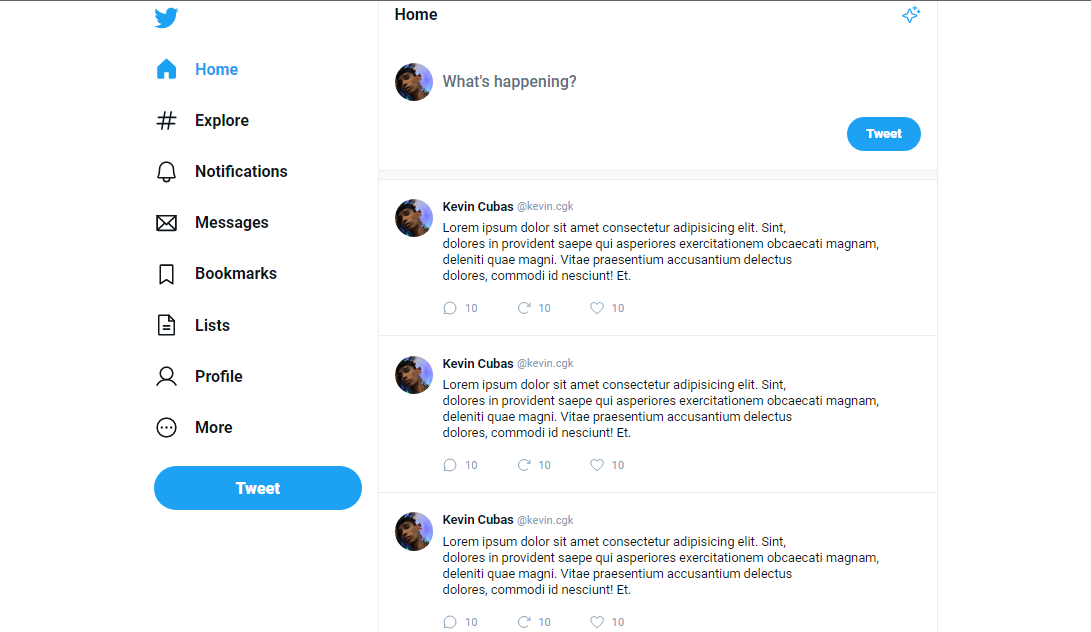 Home
Explore
Notifications
Messages
Bookmarks
Lists
Profile
More
Tweet
Home
What's happening?
Tweet
Kevin Cubas @kevin.cgk
Lorem ipsum dolor sit amet consectetur adipisicing elit. Sint,
dolores in provident saepe qui asperiores exercitationem obcaecati magnam,
deleniti quae magni. Vitae praesentium accusantium delectus
dolores, commodi id nesciunt! Et.
10 10 10
Kevin Cubas @kevin.cgk
Lorem ipsum dolor sit amet consectetur adipisicing elit. Sint,
dolores in provident saepe qui asperiores exercitationem obcaecati magnam,
deleniti quae magni. Vitae praesentium accusantium delectus
dolores, commodi id nesciunt! Et.
10 10 10
Kevin Cubas @kevin.cgk
Lorem ipsum dolor sit amet consectetur adipisicing elit. Sint,
dolores in provident saepe qui asperiores exercitationem obcaecati magnam,
deleniti quae magni. Vitae praesentium accusantium delectus
dolores, commodi id nesciunt! Et.
10 10 10